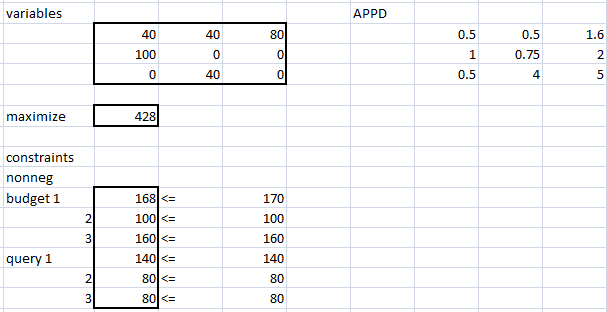 variables APPD
40 40 80 0.5 0.5 1.6
100 0 0 1 0.75 2
0 40 0 0.5 4 5
maximize 428
constraints
nonneg
budget 1 168 <= 170
2 100 <= 100
3 160 <= 160
query 1 140 <= 140
2 80 <= 80
3 80 <= 80